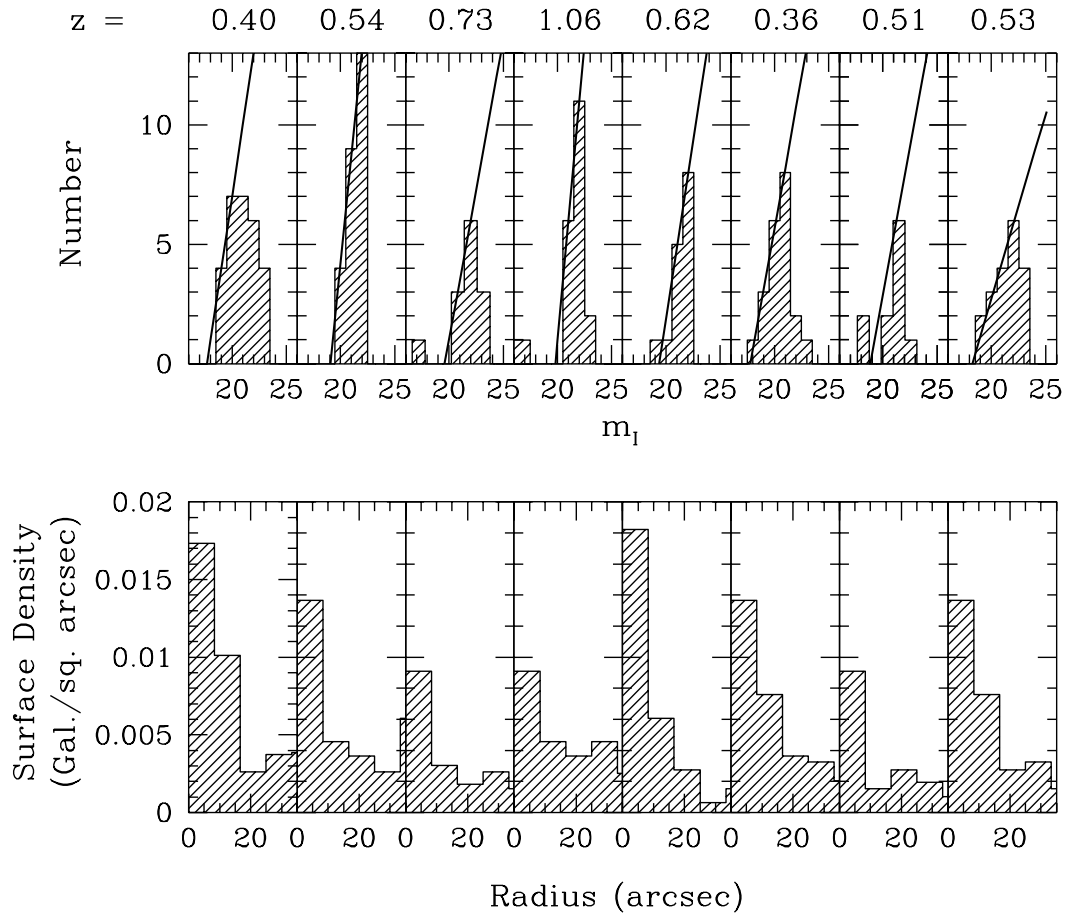 z = 0.40 0.54 0.73 1.06 0.62 0.36 0.51 0.53
Number
10
5
0
20 25 20 25 20 25 20 25 20 25 20 25 20 25 20 25
m_I
Surface Density
(Gal./sq. arcsec)
0.02
0.015
0.01
0.005
0
0 20 0 20 0 20 0 20 0 20 0 20 0 20 0 20
Radius (arcsec)